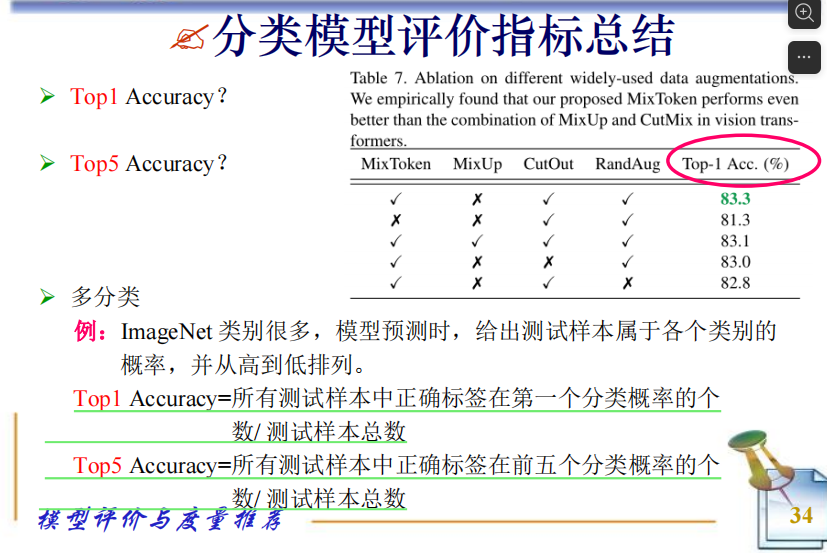 分类模型评价指标总结
Top1 Accuracy?
Top5 Accuracy?
Table 7. Ablation on different widely-used data augmentations.
We empirically found that our proposed MixToken performs even
better than the combination of MixUp and CutMix in vision trans-
formers.
MixToken MixUp CutOut RandAug Top-1 Acc. (%)
✓ ✗ ✓ ✓ 83.3
✗ ✗ ✓ ✓ 81.3
✓ ✓ ✓ ✓ 83.1
✓ ✗ ✗ ✓ 83.0
✓ ✗ ✓ ✗ 82.8
多分类
例：ImageNet 类别很多，模型预测时，给出测试样本属于各个类别的
概率，并从高到低排列。
Top1 Accuracy=所有测试样本中正确标签在第一个分类概率的个
数/ 测试样本总数
Top5 Accuracy=所有测试样本中正确标签在前五个分类概率的个
数/ 测试样本总数
模型评价与度量推荐
34